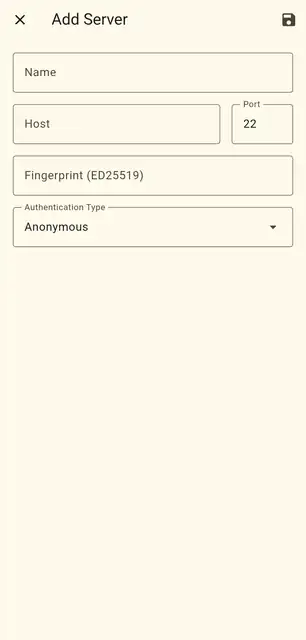 Add Server
Name
Host
Port
22
Fingerprint (ED25519)
Authentication Type
Anonymous